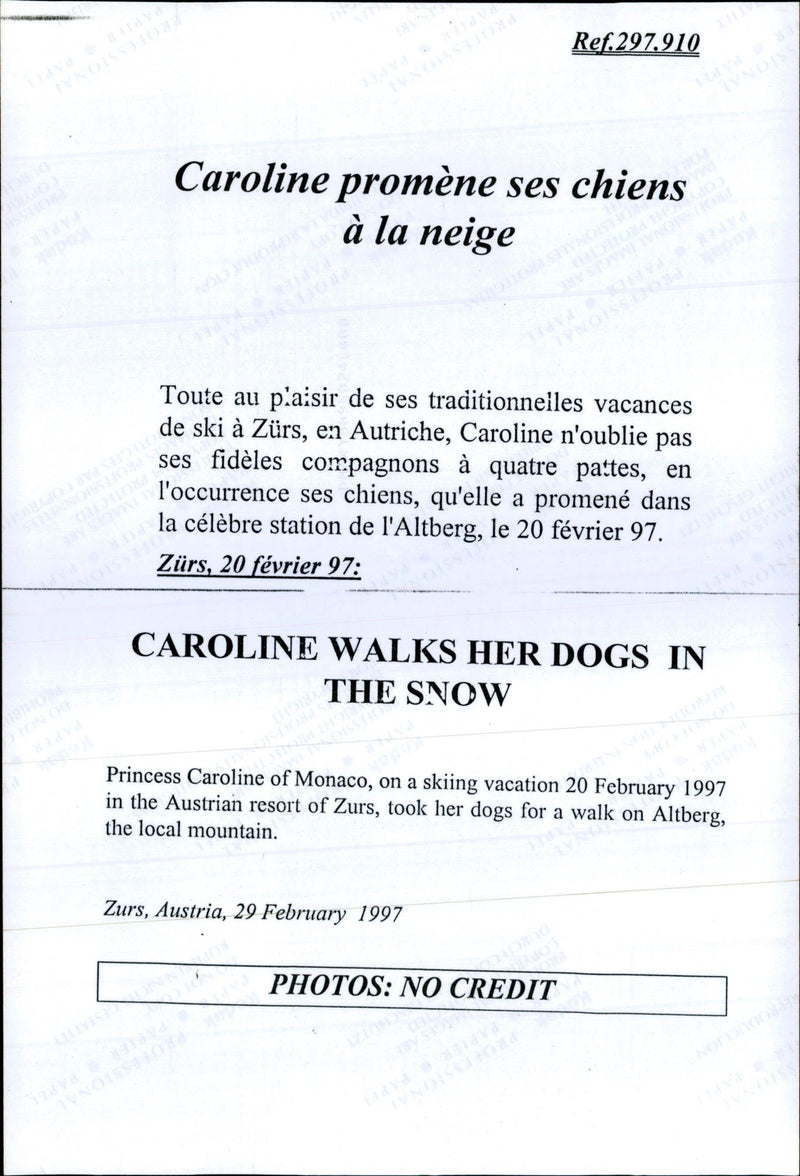 Ref.297.910
Caroline promène ses chiens
à la neige
Toute au plaisir de ses traditionnelles vacances
de ski à Zürs, en Autriche, Caroline n'oublie pas
ses fidèles compagnons à quatre pattes, en
l'occurrence ses chiens, qu'elle a promené dans
la célèbre station de l'Altberg, le 20 février 97.
Zürs, 20 février 97:
CAROLINE WALKS HER DOGS IN
THE SNOW
Princess Caroline of Monaco, on a skiing vacation 20 February 1997
in the Austrian resort of Zurs, took her dogs for a walk on Altberg,
the local mountain.
Zurs, Austria, 29 February 1997
PHOTOS: NO CREDIT